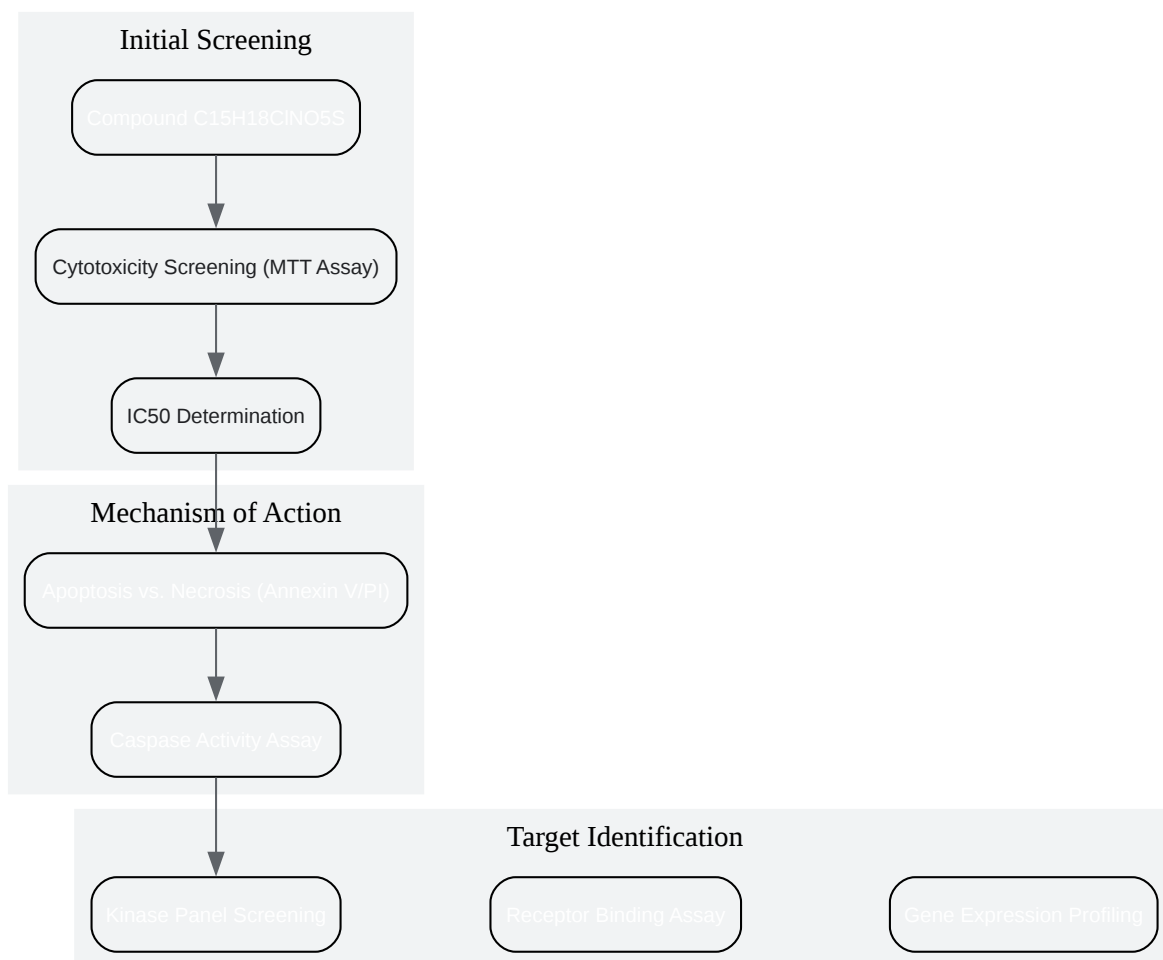 Initial Screening
Compound C15H18ClNO5S
Cytotoxicity Screening (MTT Assay)
IC50 Determination
Mechanism of Action
Apoptosis vs. Necrosis (Annexin V/PI)
Caspase Activity Assay
Target Identification
Kinase Panel Screening
Receptor Binding Assay
Gene Expression Profiling